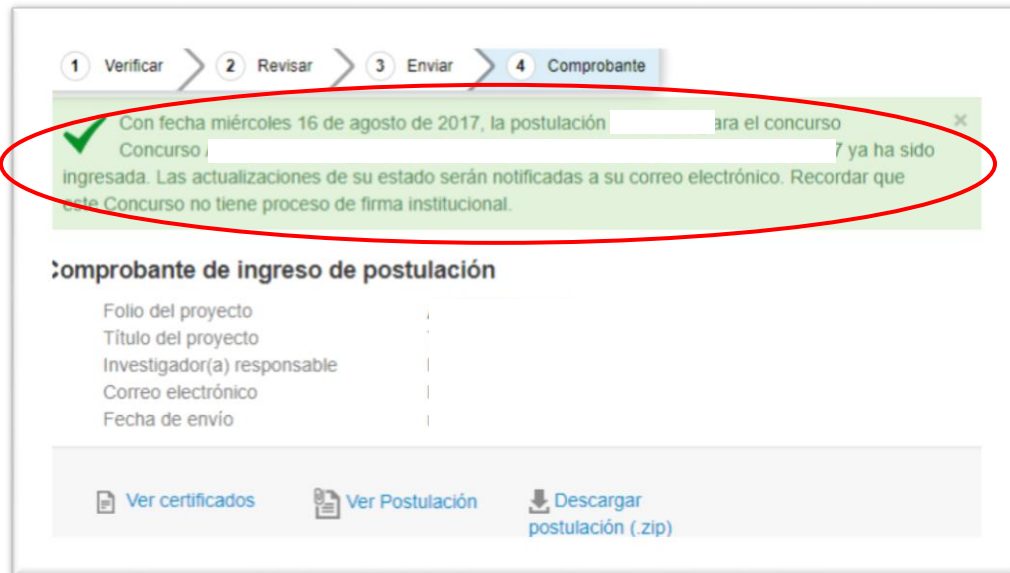 1 Verificar 2 Revisar 3 Enviar 4 Comprobante
Con fecha miércoles 16 de agosto de 2017, la postulación ara el concurso
Concurso 7 ya ha sido
ingresada. Las actualizaciones de su estado serán notificadas a su correo electrónico. Recordar que
este Concurso no tiene proceso de firma institucional.
Comprobante de ingreso de postulación
Folio del proyecto
Título del proyecto
Investigador(a) responsable
Correo electrónico
Fecha de envío
Ver certificados Ver Postulación Descargar
postulación (.zip)